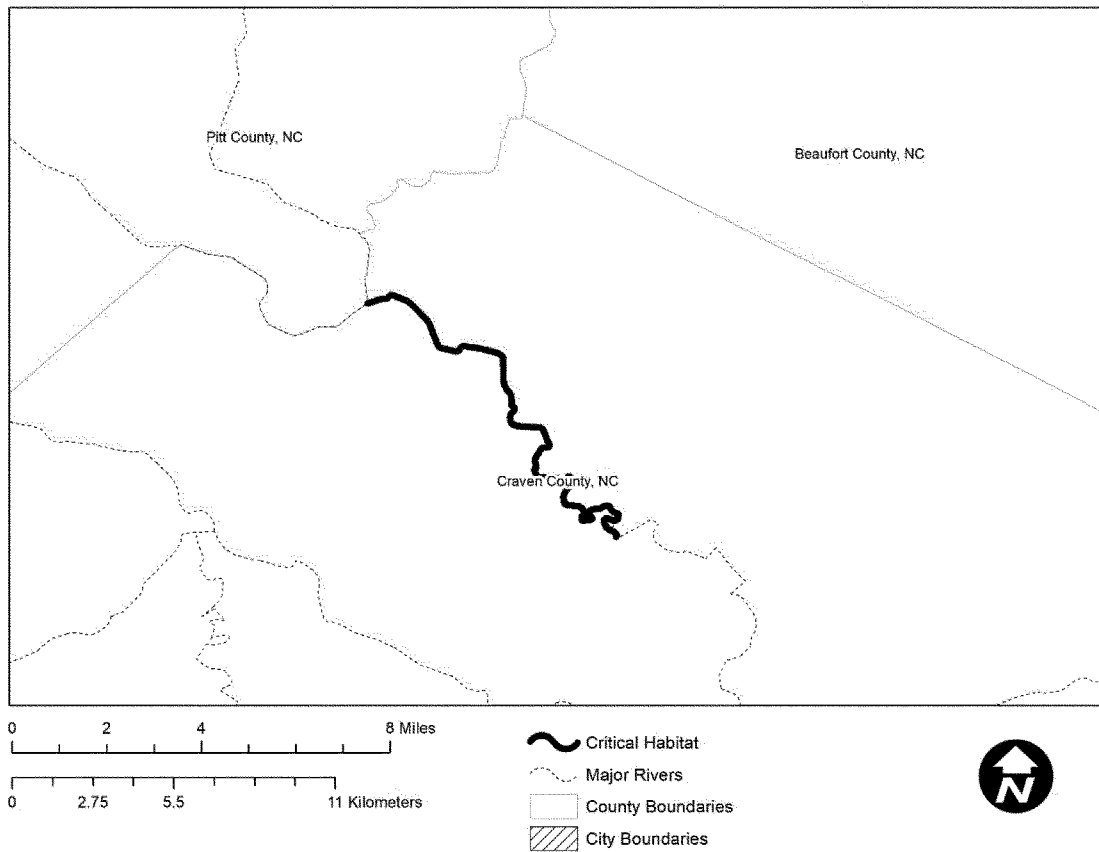 Pitt County, NC
Beaufort County, NC
Craven County, NC
0 2 4 8 Miles
0 2.75 5.5 11 Kilometers
Critical Habitat
Major Rivers
County Boundaries
City Boundaries
N